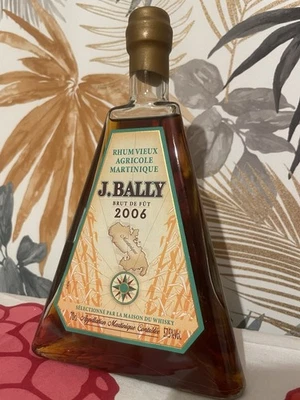 RHUM VIEUX
AGRICOLE
MARTINIQUE
J. BALLY
BRUT DE FÛT
2006
SÉLECTIONNÉ PAR LA MAISON DU WHISKY
Appellation Martinique Contrôlée